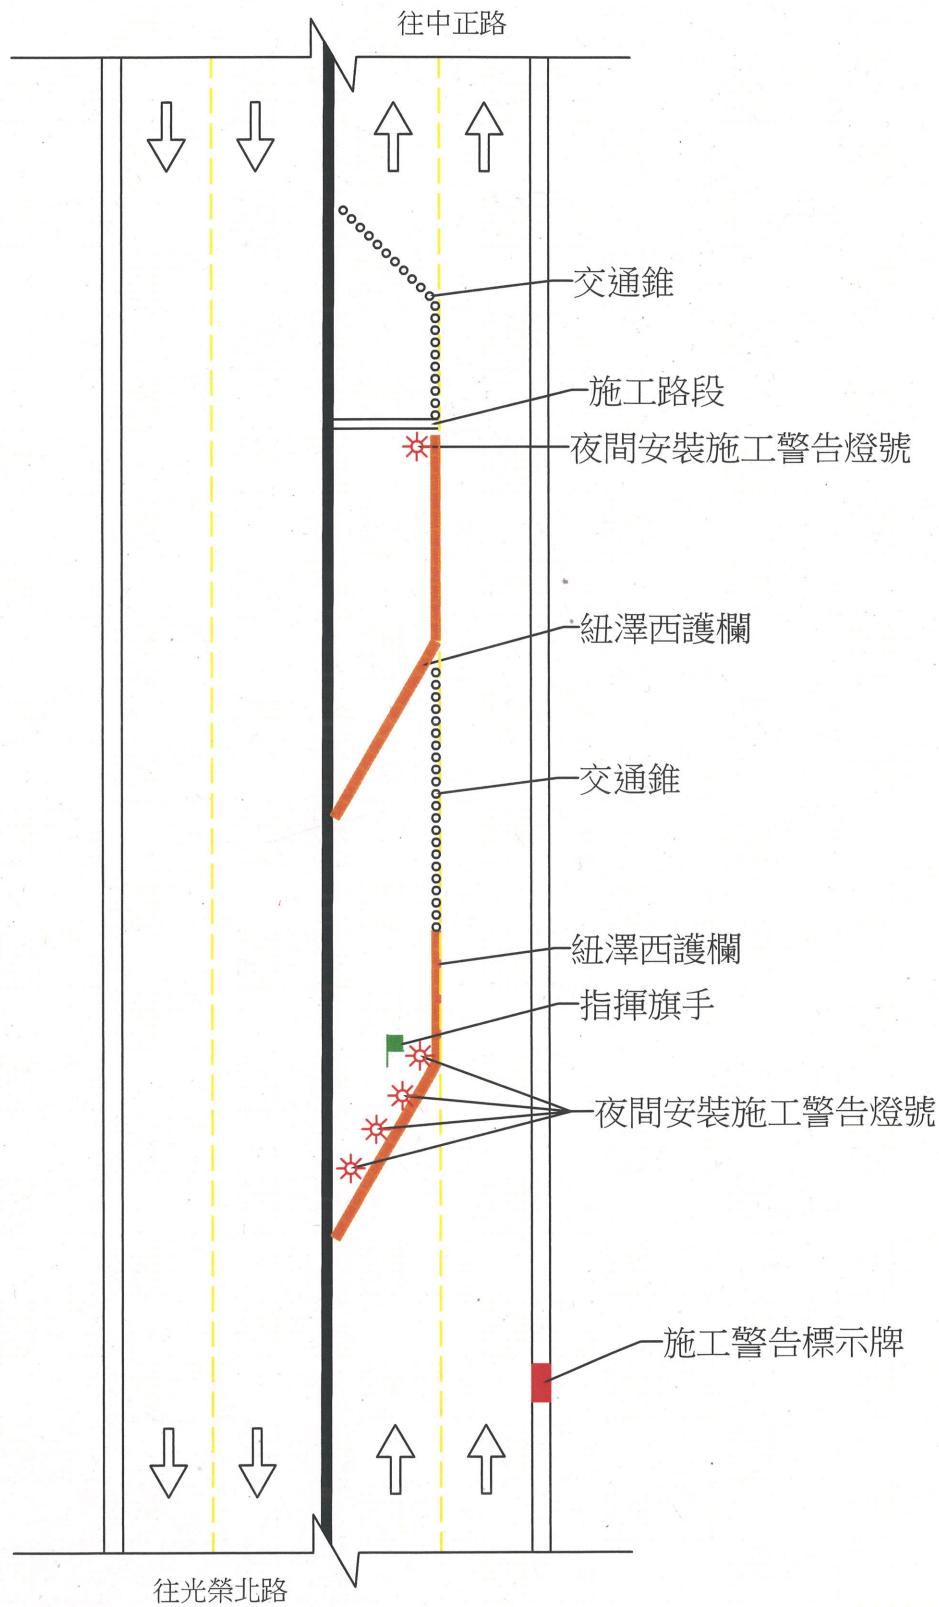 往中正路
交通錐
施工路段
夜間安裝施工警告燈號
紐澤西護欄
交通錐
紐澤西護欄
指揮旗手
夜間安裝施工警告燈號
施工警告標示牌
往光榮北路